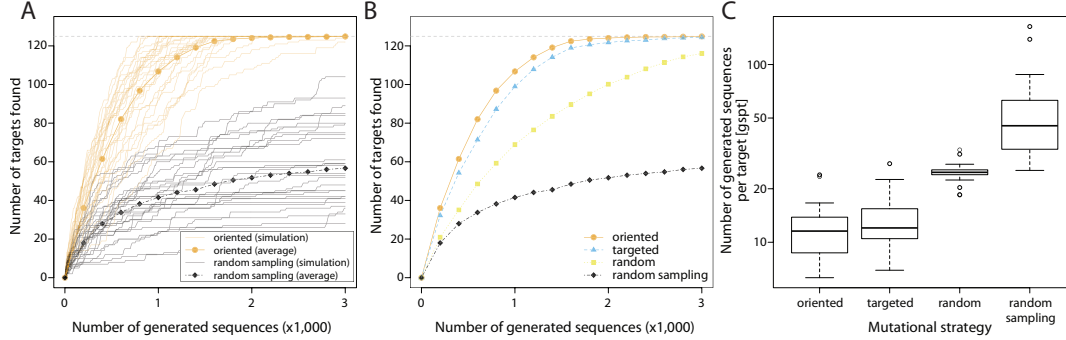 A
Number of targets found
120
100
80
60
40
20
0
oriented (simulation)
oriented (average)
random sampling (simulation)
random sampling (average)
0
1
2
3
Number of generated sequences (x1,000)
B
Number of targets found
120
100
80
60
40
20
0
oriented
targeted
random
random sampling
0
1
2
3
Number of generated sequences (x1,000)
C
Number of generated sequences
per target [gspt]
100
50
20
10
oriented
targeted
random
random
sampling
Mutational strategy